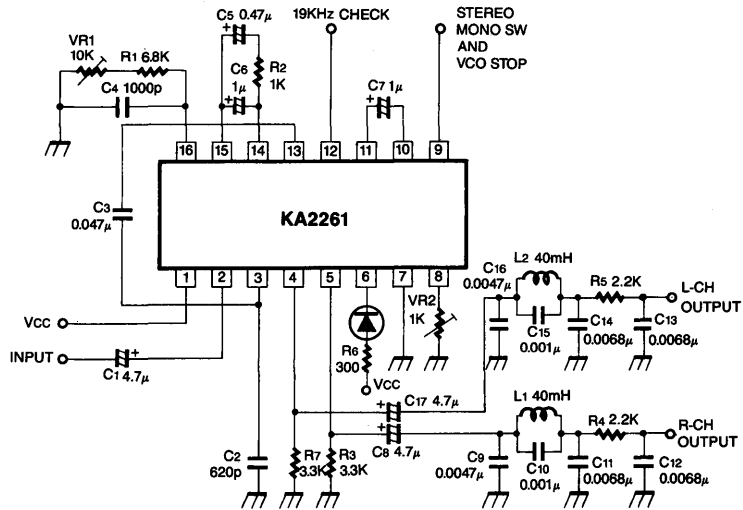 C5 0.47µ
19KHz CHECK
STEREO
MONO SW
AND
VCO STOP
VR1
10K
R1 6.8K
C4 1000p
C6
1µ
R2
1K
C7 1µ
+
+
+
16
15
14
13
12
11
10
9
C3
0.047µ
KA2261
1
2
3
4
5
6
7
8
VCC
INPUT
+
C1 4.7µ
R6
300
VCC
VR2
1K
C16
0.0047µ
L2 40mH
C15
0.001µ
R5 2.2K
L-CH
OUTPUT
C14
0.0068µ
C13
0.0068µ
+
C17 4.7µ
+
C8 4.7µ
L1 40mH
R4 2.2K
R-CH
OUTPUT
C2
620p
R7
3.3K
R3
3.3K
C9
0.0047µ
C10
0.001µ
C11
0.0068µ
C12
0.0068µ